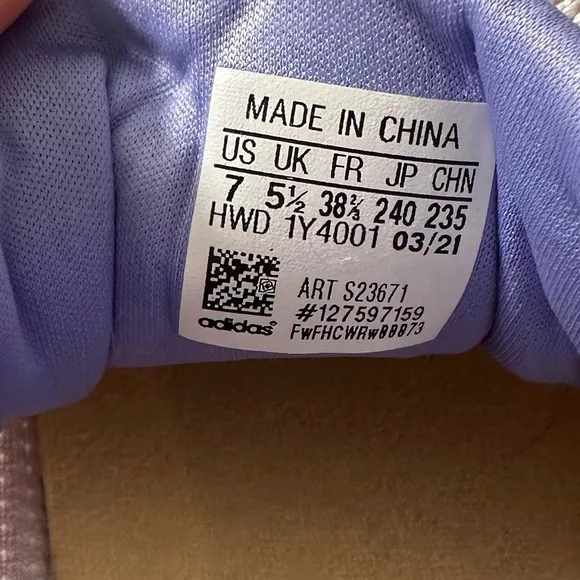 MADE IN CHINA
US UK FR JP CHN
7 5½ 38⅔ 240 235
HWD 1Y4001 03/21
ART S23671
#127597159
adidas®